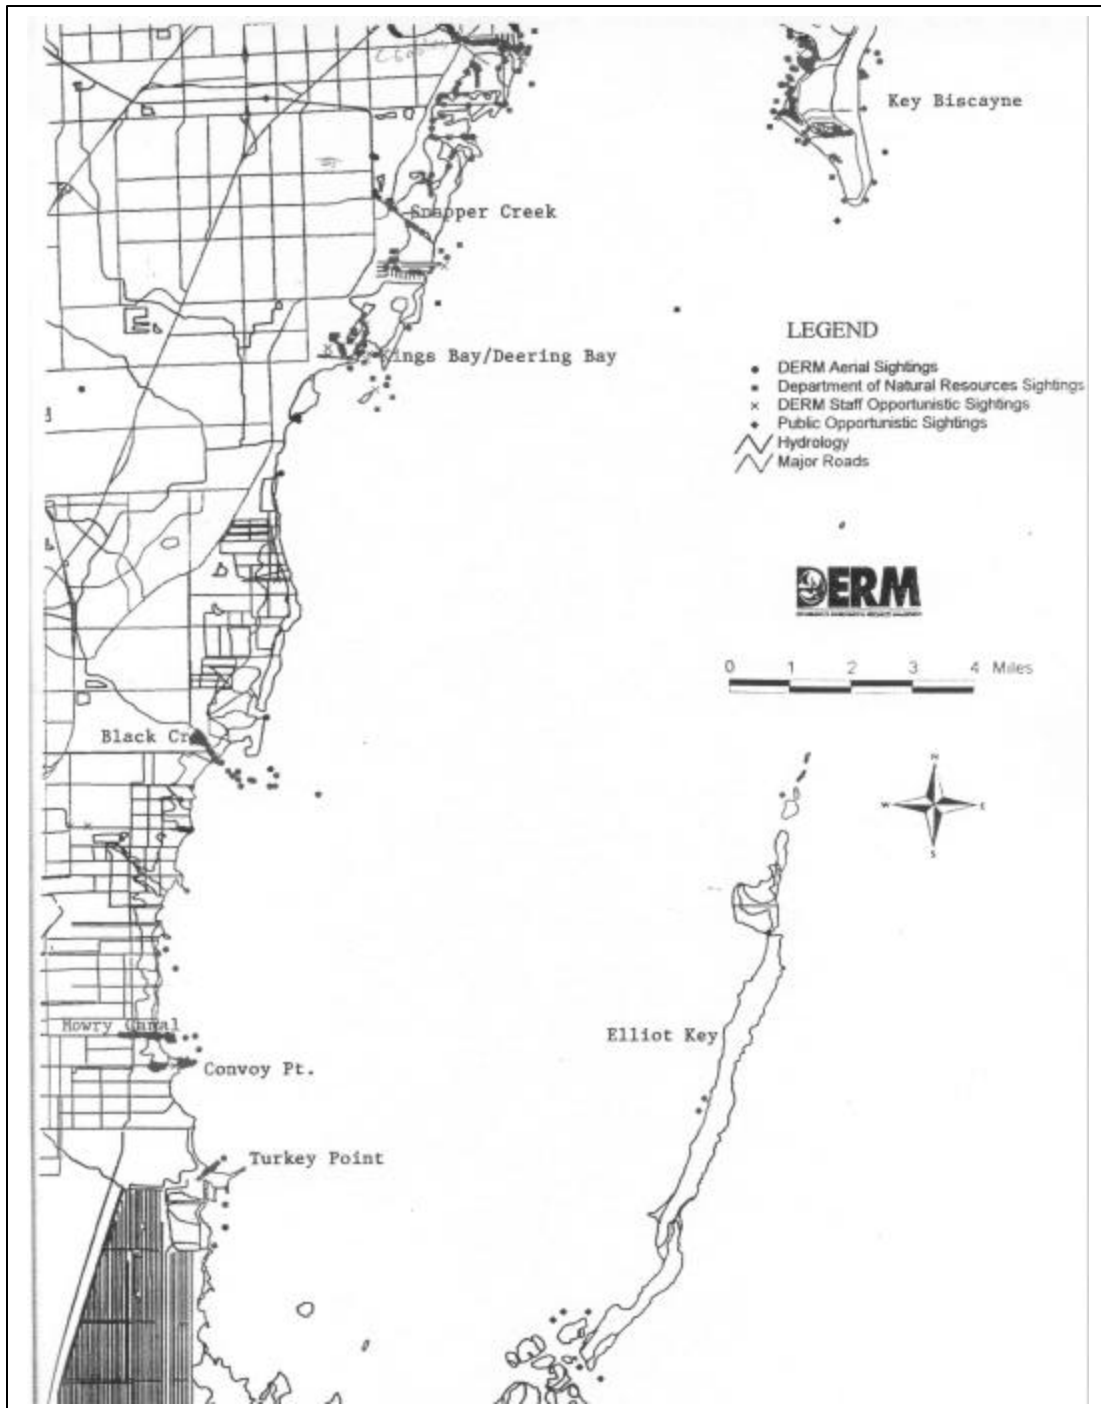 Key Biscayne
Snapper Creek
LEGEND
Kings Bay/Deering Bay
DERM Aerial Sightings
Department of Natural Resources Sightings
DERM Staff Opportunistic Sightings
Public Opportunistic Sightings
Hydrology
Major Roads
DERM
0 1 2 3 4 Miles
Black Cr
N
W E
S
Mowry Canal
Elliot Key
Convoy Pt.
Turkey Point